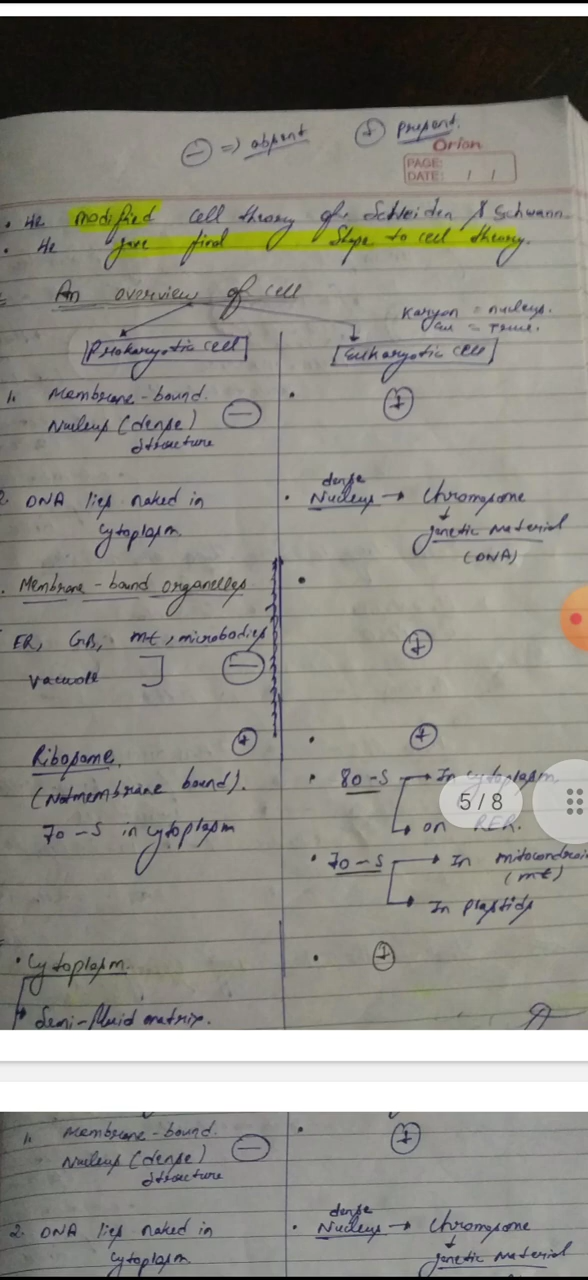 ⊖ => absent ⊕ present.
Orion
PAGE:
DATE: / /
• He modified cell theory of Schleiden & Schwann.
• He gave final Shape to cell theory.
An overview of cell
Karyon = nucleus.
Eu = True.
Prokaryotic cell
Eukaryotic cell
1. Membrane-bound.
Nucleus (dense) ⊖
structure
• ⊕
2. DNA lies naked in
cytoplasm.
dense
• Nucleus → Chromosome
↓
genetic material
(DNA)
. Membrane-bound organelles
ER, GB, mt, microbodies
vacuole ] ⊖
•
⊕
Ribosome. ⊕
(Notmembrane bound).
70-S in cytoplasm
• ⊕
• 80-S → In cytoplasm
→ on RER.
• 70-S → In mitocondroi
(mt)
→ In plastids
5 / 8
• Cytoplasm.
→ Semi-fluid matrix.
• ⊕
1. Membrane-bound.
Nucleus (dense) ⊖
structure
• ⊕
2. DNA lies naked in
cytoplasm
dense
• Nucleus → Chromosome
↓
genetic material